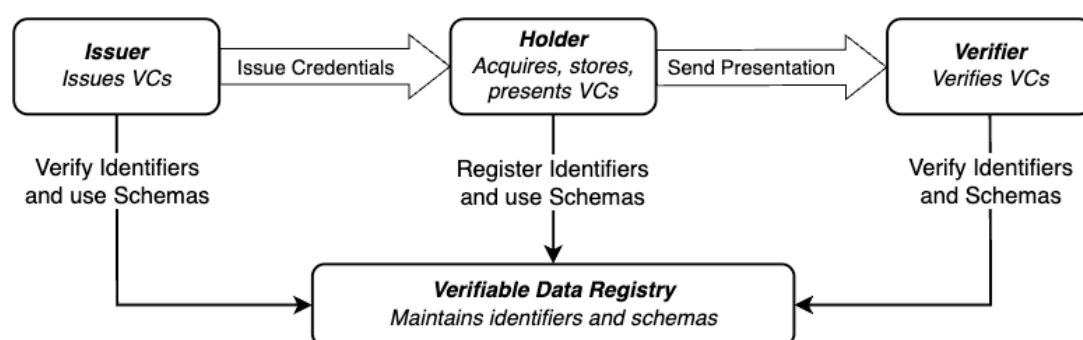 Issuer
Issues VCs
Issue Credentials
Holder
Acquires, stores,
presents VCs
Send Presentation
Verifier
Verifies VCs
Verify Identifiers
and use Schemas
Register Identifiers
and use Schemas
Verify Identifiers
and Schemas
Verifiable Data Registry
Maintains identifiers and schemas